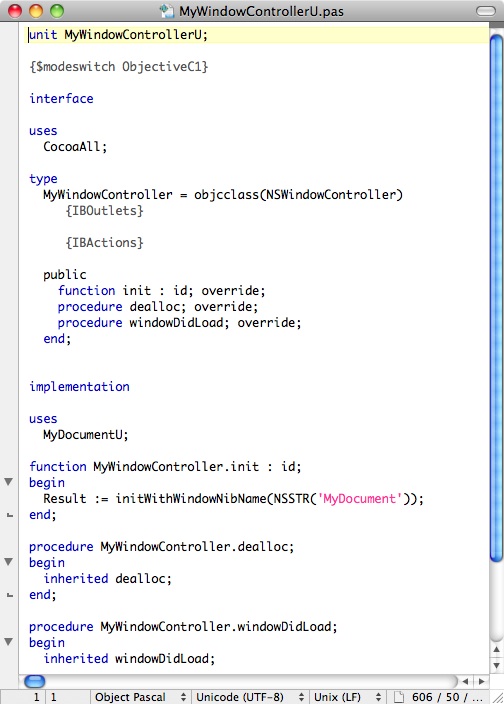 MyWindowControllerU.pas
unit MyWindowControllerU;
{$modeswitch ObjectiveC1}
interface
uses
CocoaAll;
type
MyWindowController = objcclass(NSWindowController)
{IBOutlets}
{IBActions}
public
function init : id; override;
procedure dealloc; override;
procedure windowDidLoad; override;
end;
implementation
uses
MyDocumentU;
function MyWindowController.init : id;
begin
Result := initWithWindowNibName(NSSTR('MyDocument'));
end;
procedure MyWindowController.dealloc;
begin
inherited dealloc;
end;
procedure MyWindowController.windowDidLoad;
begin
inherited windowDidLoad;
1 1 Object Pascal Unicode (UTF-8) Unix (LF) 606 / 50 / ...